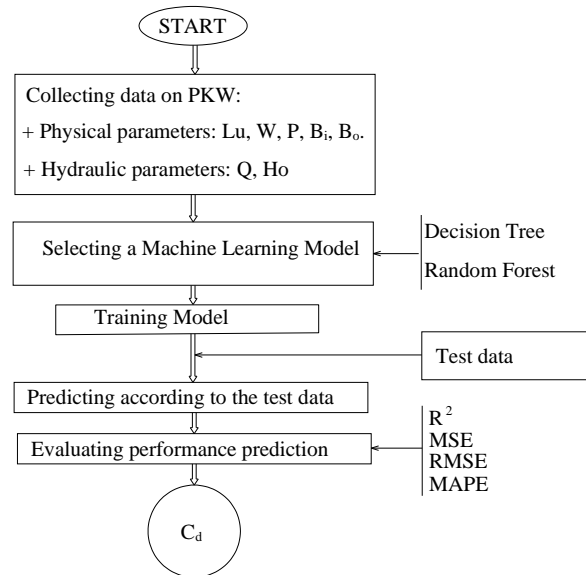 START
Collecting data on PKW:
+ Physical parameters: Lu, W, P, Bᵢ, Bₒ.
+ Hydraulic parameters: Q, Ho
Selecting a Machine Learning Model
Decision Tree
Random Forest
Training Model
Test data
Predicting according to the test data
Evaluating performance prediction
R²
MSE
RMSE
MAPE
C_d